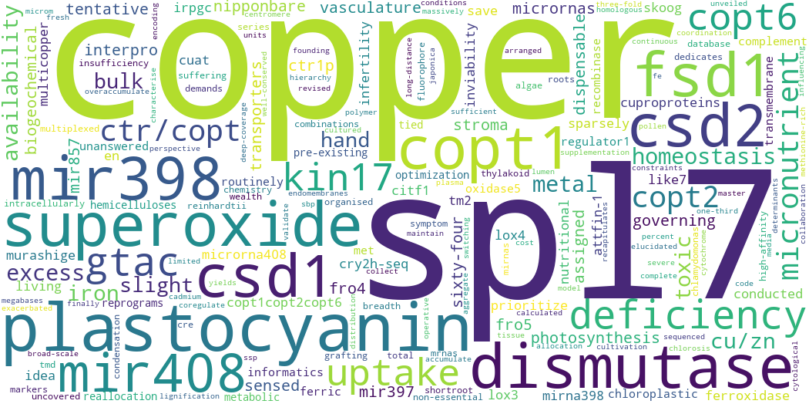 copper
spl7
superoxide
plastocyanin
dismutase
mir398
mir408
fsd1
csd2
copt1
csd1
copt6
deficiency
gtac
uptake
kin17
ctr/copt
copt2
micronutrient
homeostasis
metal
cu/zn
toxic
bulk
excess
iron
slight
hand
availability
biogeochemical
tentative
interpro
multicopper
vasculature
nipponbare
irpgc
micrornas
save
skoog
infertility
inviability
dispensable
recombinase
complement
sparsely
tied
stroma
regulator1
transports
ctr1p
cuat
insufficiency
suffering
demands
unanswered
pre-existing
combinations
cultured
optimization
oxidase5
citf1
like7
governing
assigned
nutritional
prioritize
conducted
photosynthesis
chloroplastic
ferroxidase
mirna398
lox4
lox3
fro4
fro5
tm2
met
cry2h-seq
attfin-1
sixty-four
microrna408
mir397
mir857
routinely
hemicelluloses
chemistry
wealth
reinhardtii
intracellularly
murashige
living
reprograms
sensed
informatics
ferric
markers
uncovered
reallocation
metabolic
lignification
idea
broad-scale
condensation
megabases
finally
exacerbated
copt1copt2copt6
grafting
shortroot
non-essential
cuproproteins
transmembrane
high-affinity
chlamydomonas
database
dedicates
homologous
three-fold
continuous
coordination
unveiled
massively
conditions
arranged
japonica
founding
hierarchy
revised
units
series
encoding
centromere
fresh
microm
overaccumulate
characterise
multiplexed
deep-coverage
fluorophore
long-distance
algae
roots
sufficient
polymer
perspective
endomembranes
organised
supplementation
pollen
fe
plasma
thylakoid
lumen
constraints
master
one-third
percent
elucidated
severe
complete
cytochrome
model
tissue
allocation
cultivation
sequenced
chlorosis
calculated
code
media
collaboration
determinants
influencing
cytological
recapitulates
symptom
maintain
limited
cadmium
yields
coregulate
breadth
total
accumulate
mrnas
operative
distribution
aggregate
switching
mirnas
cost
collect
validate
sbp
ssp
tmd
cre
en